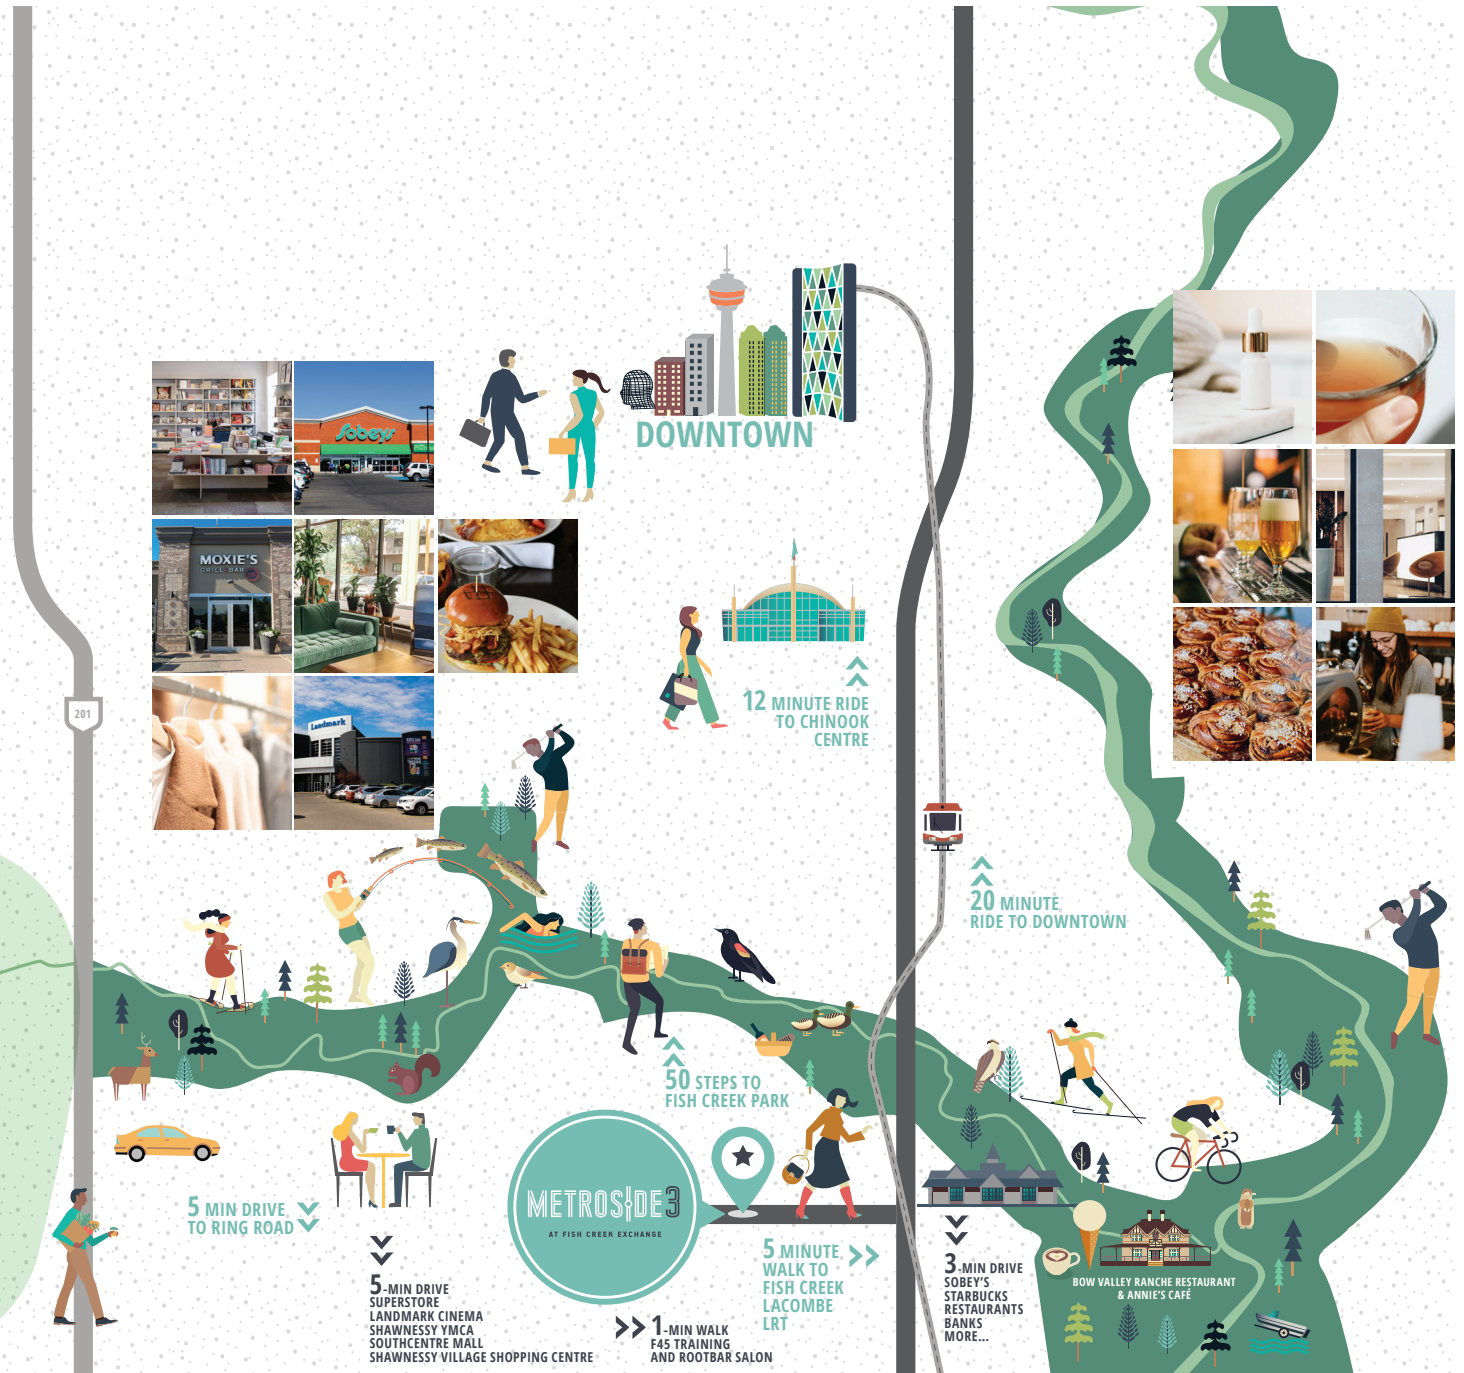 DOWNTOWN
Sobeys
MOXIE'S
GRILL BAR
12 MINUTE RIDE
TO CHINOOK
CENTRE
201
Landmark
20 MINUTE
RIDE TO DOWNTOWN
50 STEPS TO
FISH CREEK PARK
5 MIN DRIVE
TO RING ROAD
METROSIDE3
AT FISH CREEK EXCHANGE
5-MIN DRIVE
SUPERSTORE
LANDMARK CINEMA
SHAWNESSY YMCA
SOUTHCENTRE MALL
SHAWNESSY VILLAGE SHOPPING CENTRE
1-MIN WALK
F45 TRAINING
AND ROOTBAR SALON
5 MINUTE
WALK TO
FISH CREEK
LACOMBE
LRT
3-MIN DRIVE
SOBEY'S
STARBUCKS
RESTAURANTS
BANKS
MORE...
BOW VALLEY RANCHE RESTAURANT
& ANNIE'S CAFÉ